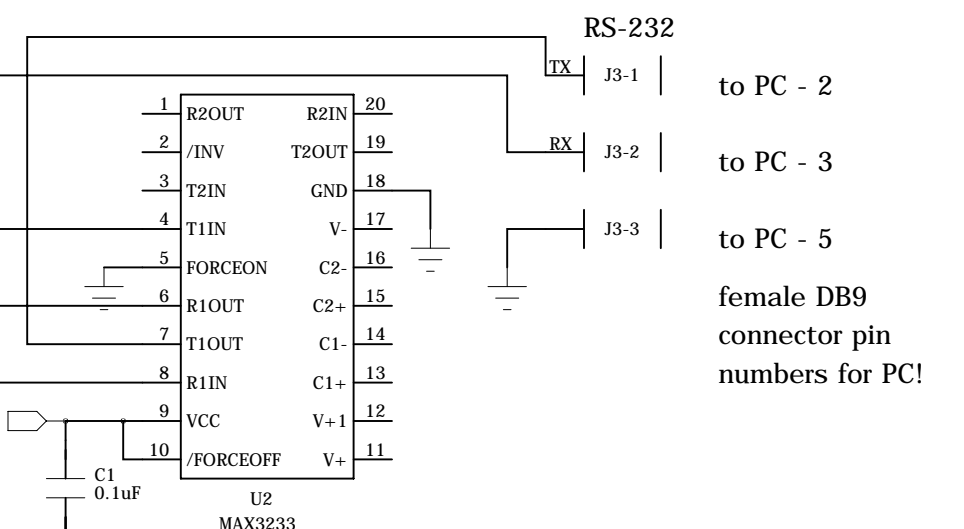 RS-232
TX J3-1 to PC - 2
1 R2OUT R2IN 20
2 /INV T2OUT 19
RX J3-2 to PC - 3
3 T2IN GND 18
4 T1IN V- 17
J3-3 to PC - 5
5 FORCEON C2- 16
6 R1OUT C2+ 15
7 T1OUT C1- 14
8 R1IN C1+ 13
9 VCC V+1 12
10 /FORCEOFF V+ 11
female DB9
connector pin
numbers for PC!
C1
0.1uF
U2
MAX3233